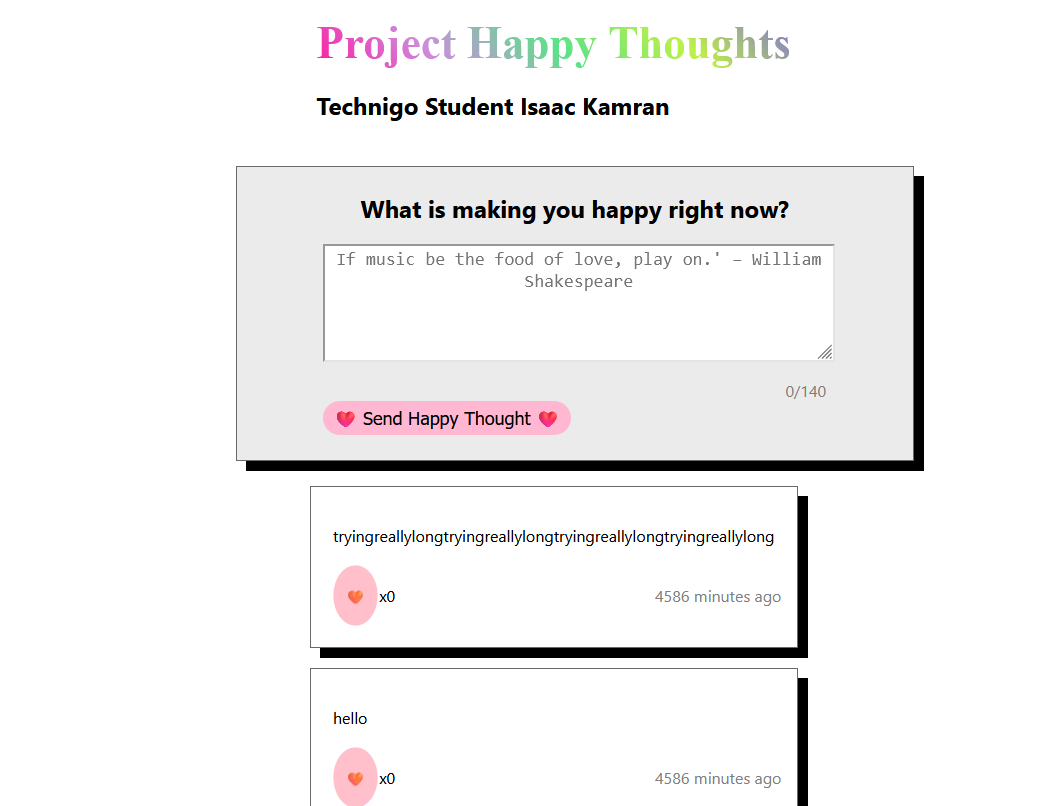 Project Happy Thoughts
Technigo Student Isaac Kamran
What is making you happy right now?
If music be the food of love, play on.' – William
Shakespeare
0/140
Send Happy Thought
tryingreallylongtryingreallylongtryingreallylongtryingreallylong
x0 4586 minutes ago
hello
x0 4586 minutes ago